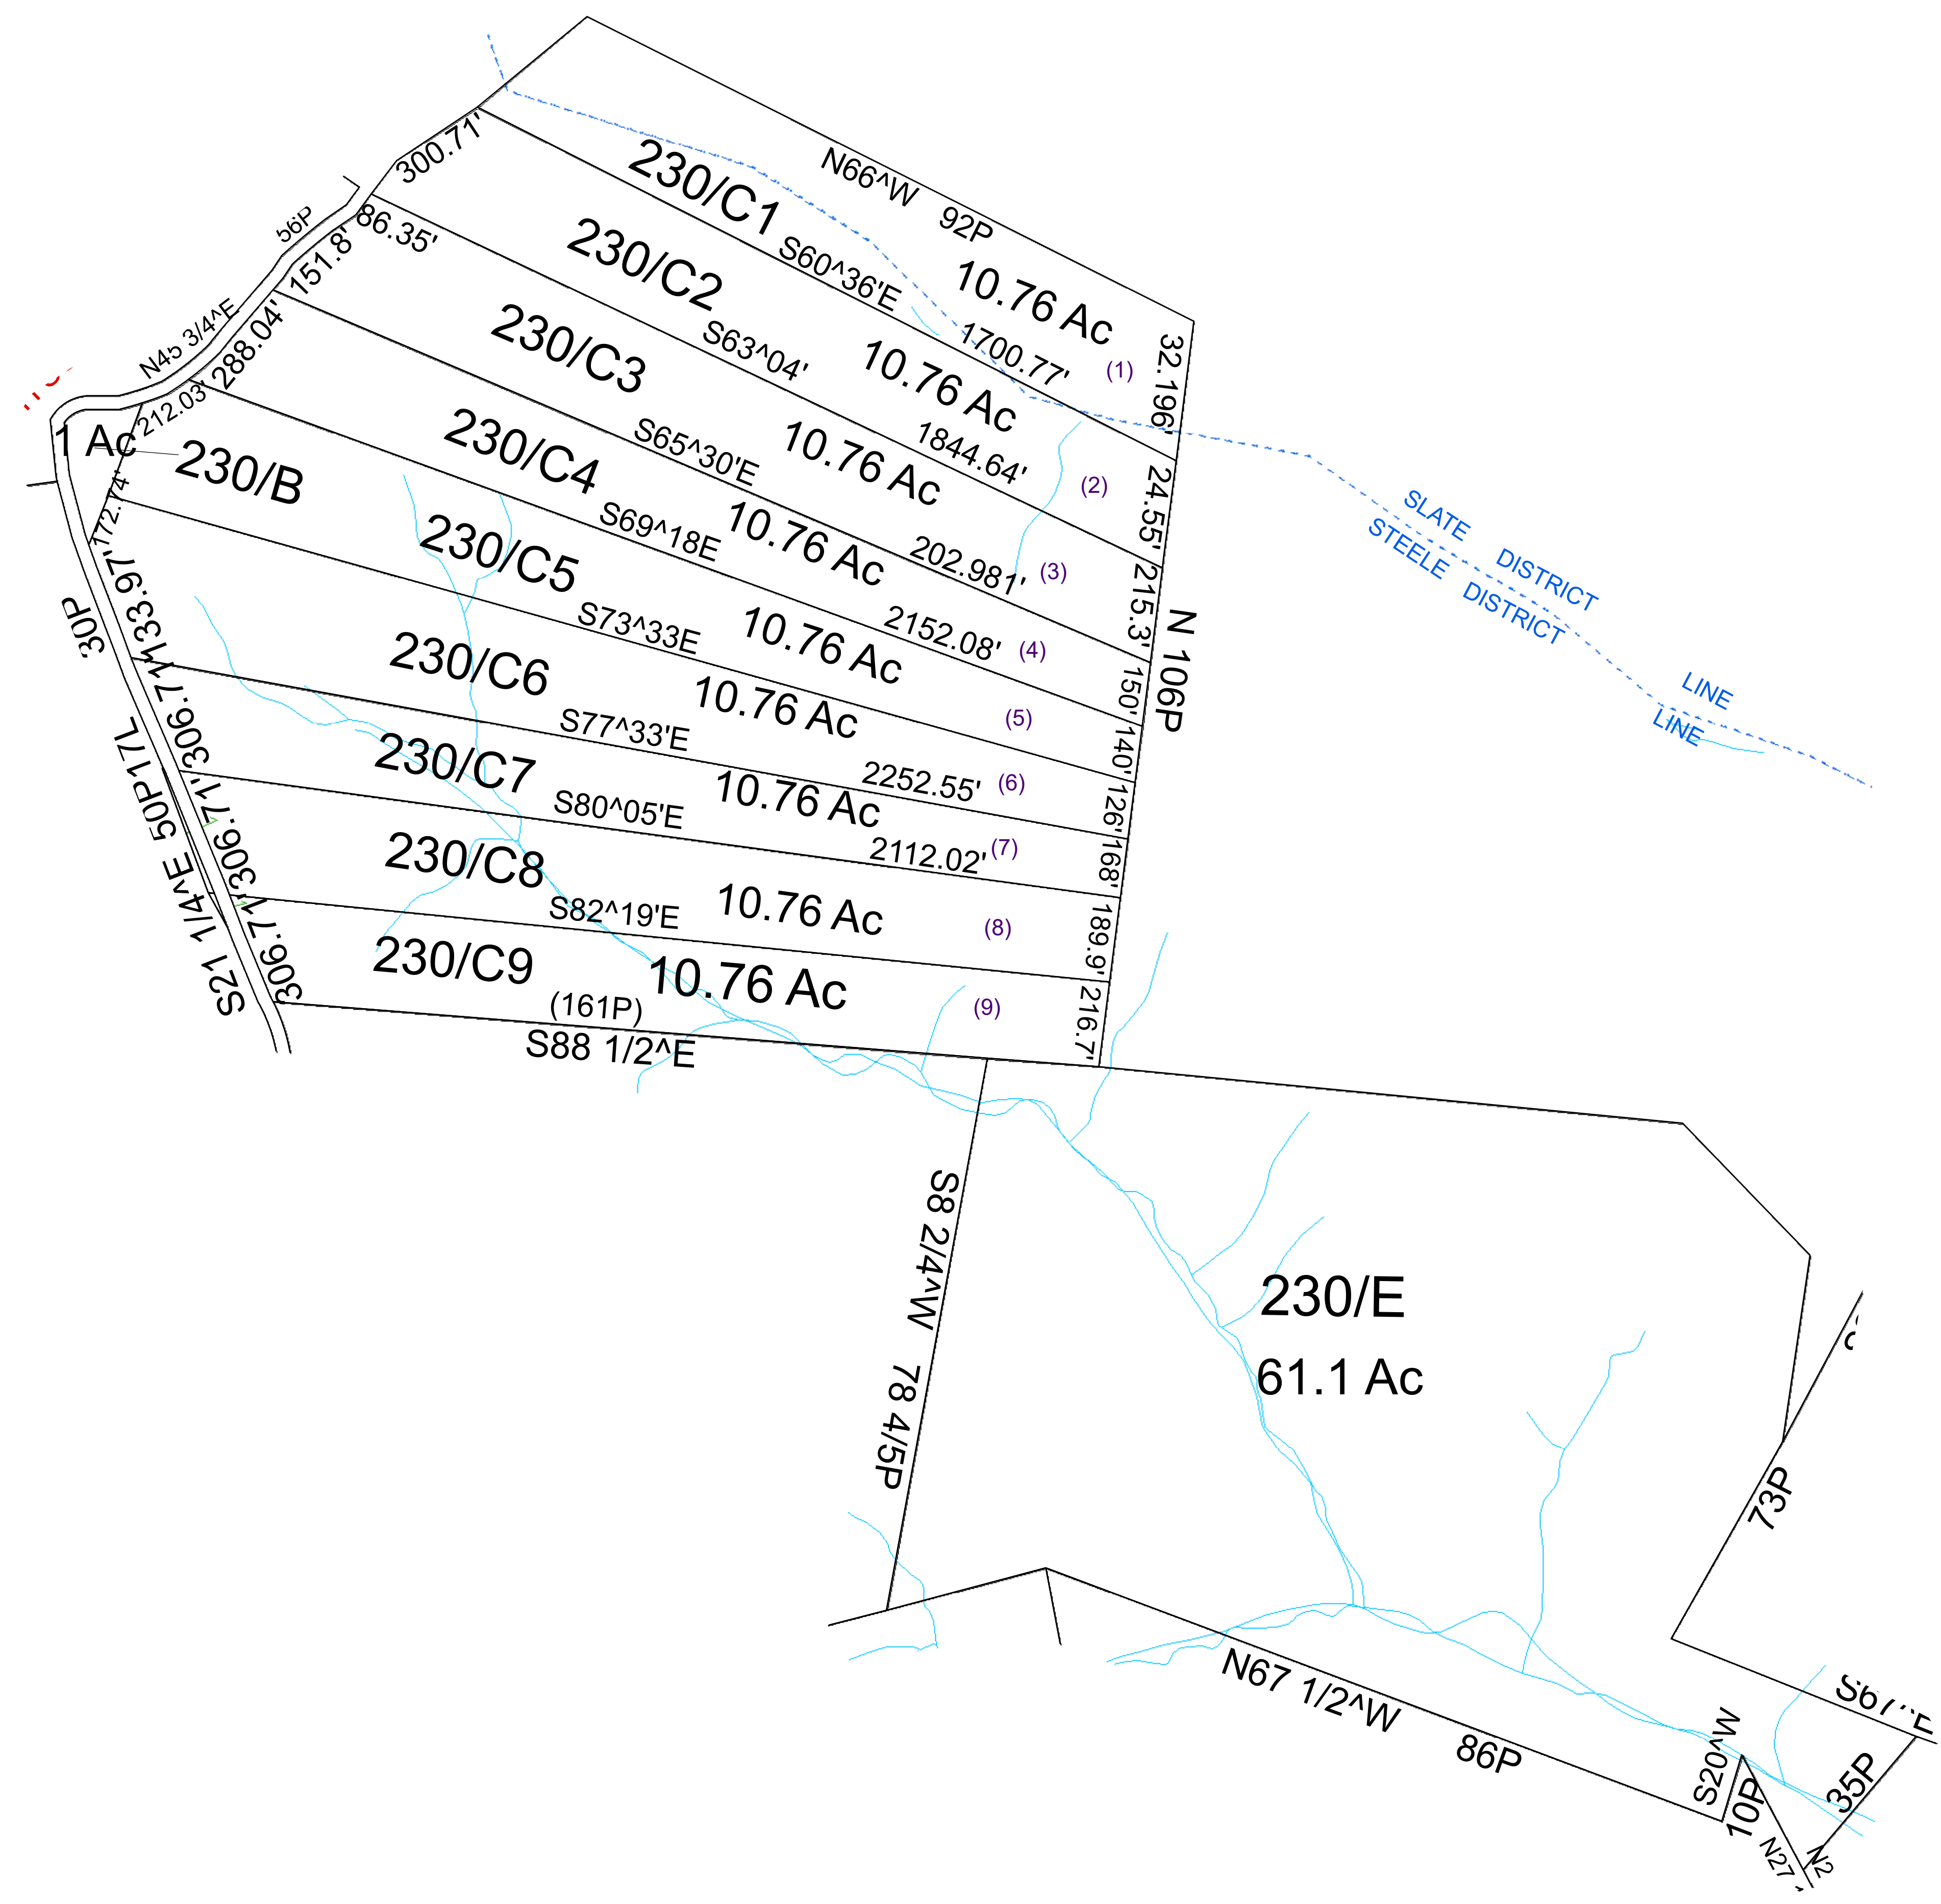 230/C1
N66^W 92P
10.76 Ac
(1)
32.196'
300.71'
S60^36'E 1700.77'
230/C2
10.76 Ac
(2)
24.55'
86.35'
S63^04' 1844.64'
56P
151.8'
230/C3
10.76 Ac
(3)
215.3'
S65^30'E 202.981'
N45 3/4^E
288.04'
230/C4
10.76 Ac
(4)
150'
S69^18E 2152.08'
212.03'
1 Ac
230/B
172.74'
230/C5
10.76 Ac
(5)
140'
N 106P
S73^33E
133.97'
30P
230/C6
10.76 Ac
(6)
126'
S77^33'E 2252.55'
306.71'
230/C7
10.76 Ac
(7)
168'
S80^05'E 2112.02'
306.71'
230/C8
10.76 Ac
(8)
189.9'
S82^19'E
306.71'
S21 1/4^E 50P17L
230/C9
10.76 Ac
(9)
216.7'
(161P)
S88 1/2^E
SLATE DISTRICT LINE
STEELE DISTRICT LINE
S8 2/4^W 78 4/5P
230/E
61.1 Ac
73P
N67 1/2^W 86P
S20^W
10P
35P
N27